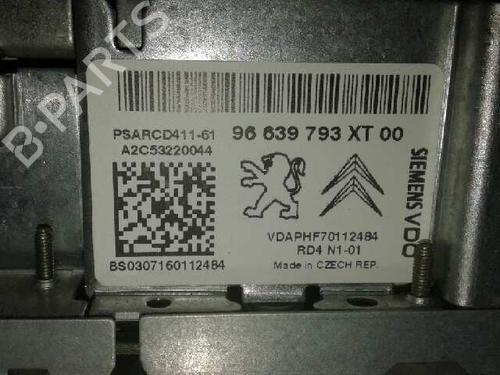 PSARCD411-61 96 639 793 XT 00
A2C53220044
SIEMENS VDO
VDAPHF70112484
RD4 N1-01
BS0307160112484
Made in CZECH REP.
B-PARTS